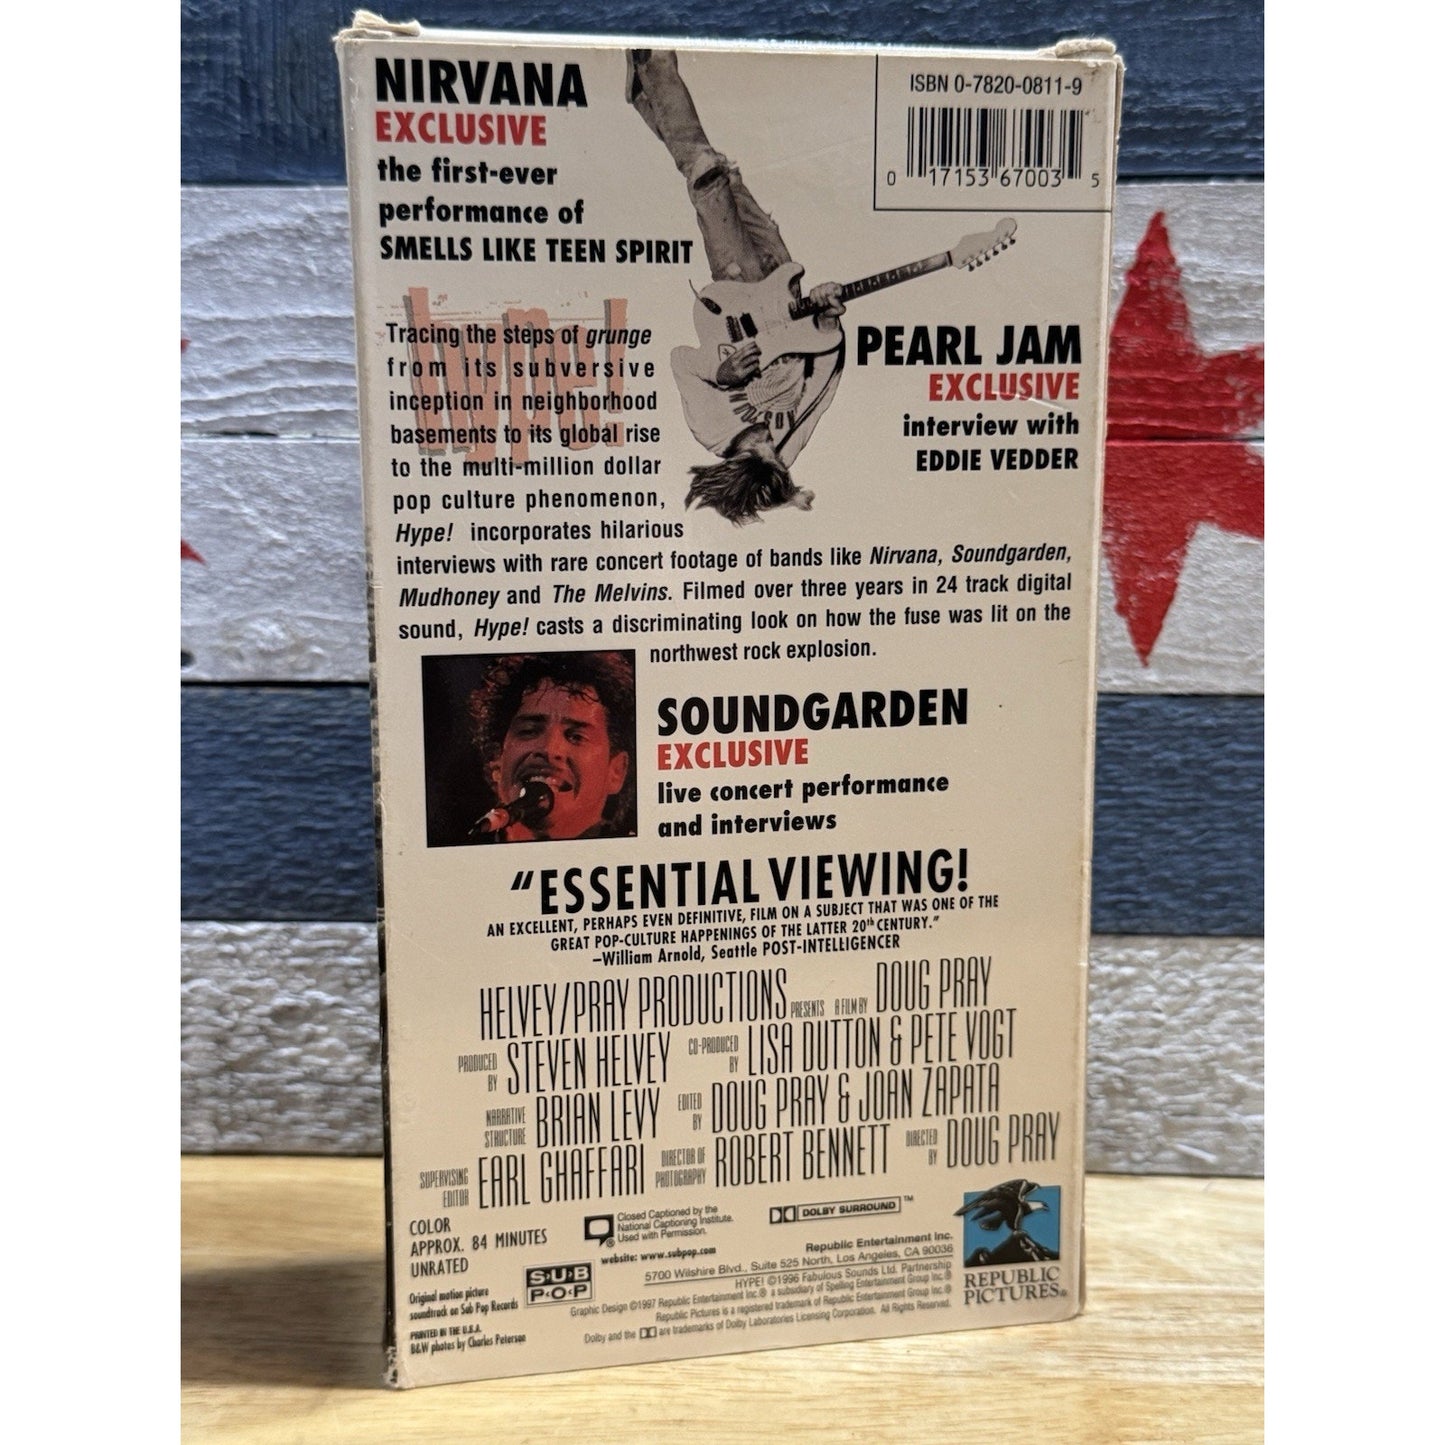 NIRVANA
EXCLUSIVE
the first-ever
performance of
SMELLS LIKE TEEN SPIRIT
ISBN 0-7820-0811-9
0 17153 67003 5
hype!
Tracing the steps of grunge
from its subversive
inception in neighborhood
basements to its global rise
to the multi-million dollar
pop culture phenomenon,
Hype! incorporates hilarious
interviews with rare concert footage of bands like Nirvana, Soundgarden,
Mudhoney and The Melvins. Filmed over three years in 24 track digital
sound, Hype! casts a discriminating look on how the fuse was lit on the
northwest rock explosion.
PEARL JAM
EXCLUSIVE
interview with
EDDIE VEDDER
SOUNDGARDEN
EXCLUSIVE
live concert performance
and interviews
“ESSENTIAL VIEWING!
AN EXCELLENT, PERHAPS EVEN DEFINITIVE, FILM ON A SUBJECT THAT WAS ONE OF THE
GREAT POP-CULTURE HAPPENINGS OF THE LATTER 20th CENTURY.”
–William Arnold, Seattle POST-INTELLIGENCER
HELVEY/PRAY PRODUCTIONS PRESENTS A FILM BY DOUG PRAY
PRODUCED BY STEVEN HELVEY CO-PRODUCED BY LISA DUTTON & PETE VOGT
NARRATIVE STRUCTURE BRIAN LEVY EDITED BY DOUG PRAY & JOAN ZAPATA
SUPERVISING EDITOR EARL GHAFFARI DIRECTOR OF PHOTOGRAPHY ROBERT BENNETT DIRECTED BY DOUG PRAY
COLOR
APPROX. 84 MINUTES
UNRATED
Original motion picture
soundtrack on Sub Pop Records
PRINTED IN THE U.S.A.
B&W photos by Charles Peterson
SUB
POP
Closed Captioned by the
National Captioning Institute.
Used with Permission.
DOLBY SURROUND™
website: www.subpop.com
Republic Entertainment Inc.
5700 Wilshire Blvd., Suite 525 North, Los Angeles, CA 90036
HYPE! ©1996 Fabulous Sounds Ltd. Partnership
Graphic Design ©1997 Republic Entertainment Inc.® a subsidiary of Spelling Entertainment Group Inc.®
Republic Pictures is a registered trademark of Republic Entertainment Inc.®
Dolby and the are trademarks of Dolby Laboratories Licensing Corporation. All Rights Reserved.
REPUBLIC
PICTURES®